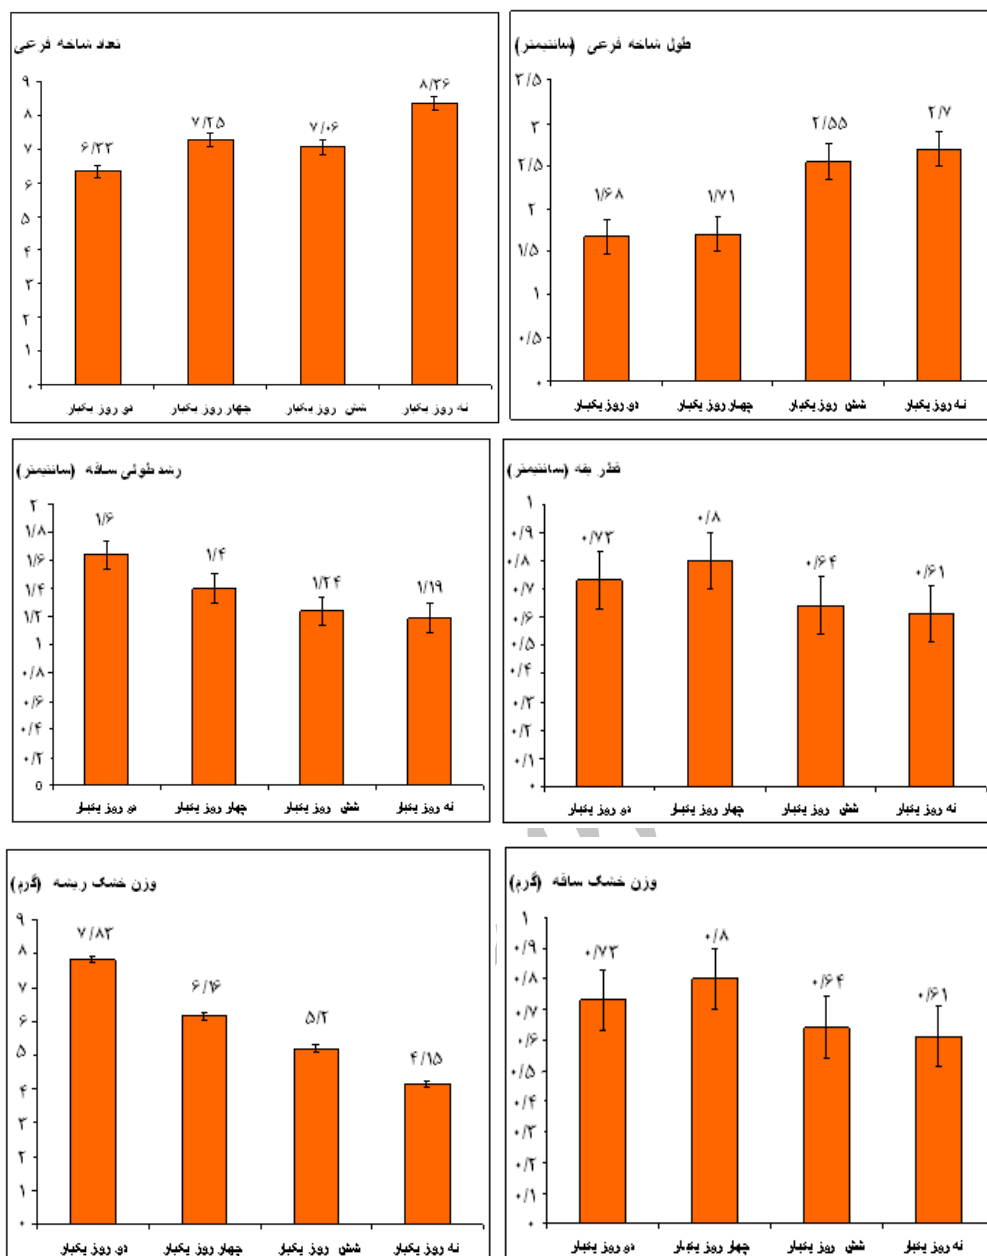 تعداد شاخه فرعی
۹
۸
۷
۶
۵
۴
۳
۲
۱
۰
۶/۳۳
۷/۲۵
۷/۰۶
۸/۳۶
دو روز یکبار
چهار روز یکبار
شش روز یکبار
نه روز یکبار
طول شاخه فرعی (سانتیمتر)
۳/۵
۳
۲/۵
۲
۱/۵
۱
۰/۵
۰
۱/۶۸
۱/۷۱
۲/۵۵
۲/۷
دو روز یکبار
چهار روز یکبار
شش روز یکبار
نه روز یکبار
رشد طولی ساقه (سانتیمتر)
۲
۱/۸
۱/۶
۱/۴
۱/۲
۱
۰/۸
۰/۶
۰/۴
۰/۲
0
۱/۶
۱/۴
۱/۲۴
۱/۱۹
دو روز یکبار
چهار روز یکبار
شش روز یکبار
نه روز یکبار
قطر یقه (سانتیمتر)
۱
۰/۹
۰/۸
۰/۷
۰/۶
۰/۵
۰/۴
۰/۳
۰/۲
۰/۱
۰
۰/۷۳
۰/۸
۰/۶۴
۰/۶۱
دو روز یکبار
چهار روز یکبار
شش روز یکبار
نه روز یکبار
وزن خشک ریشه (گرم)
۹
۸
۷
۶
۵
۴
۳
۲
۱
۰
۷/۸۳
۶/۱۶
۵/۲
۴/۱۵
دو روز یکبار
چهار روز یکبار
شش روز یکبار
نه روز یکبار
وزن خشک ساقه (گرم)
۱
۰/۹
۰/۸
۰/۷
۰/۶
۰/۵
۰/۴
۰/۳
۰/۲
۰/۱
۰
۰/۷۳
۰/۸
۰/۶۴
۰/۶۱
دو روز یکبار
چهار روز یکبار
شش روز یکبار
نه روز یکبار